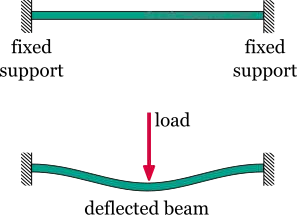 fixed
support
fixed
support
load
deflected beam